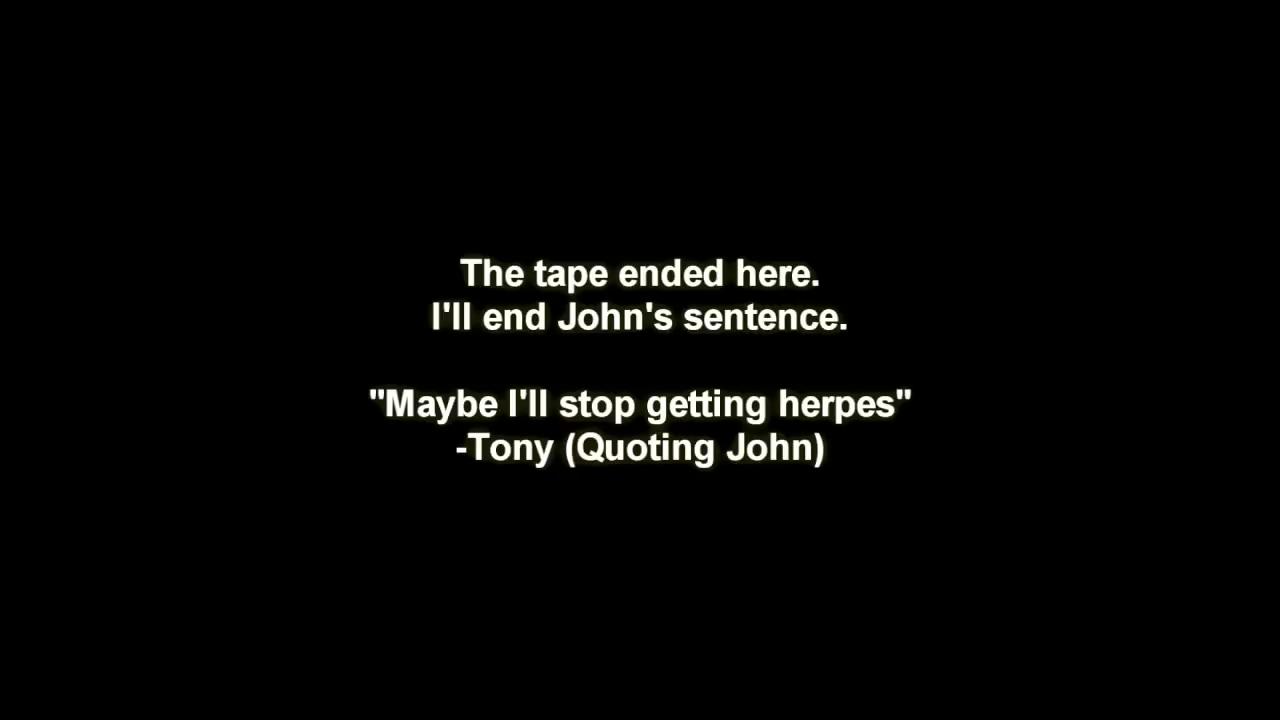 The tape ended here.
I'll end John's sentence.
"Maybe I'll stop getting herpes"
-Tony (Quoting John)